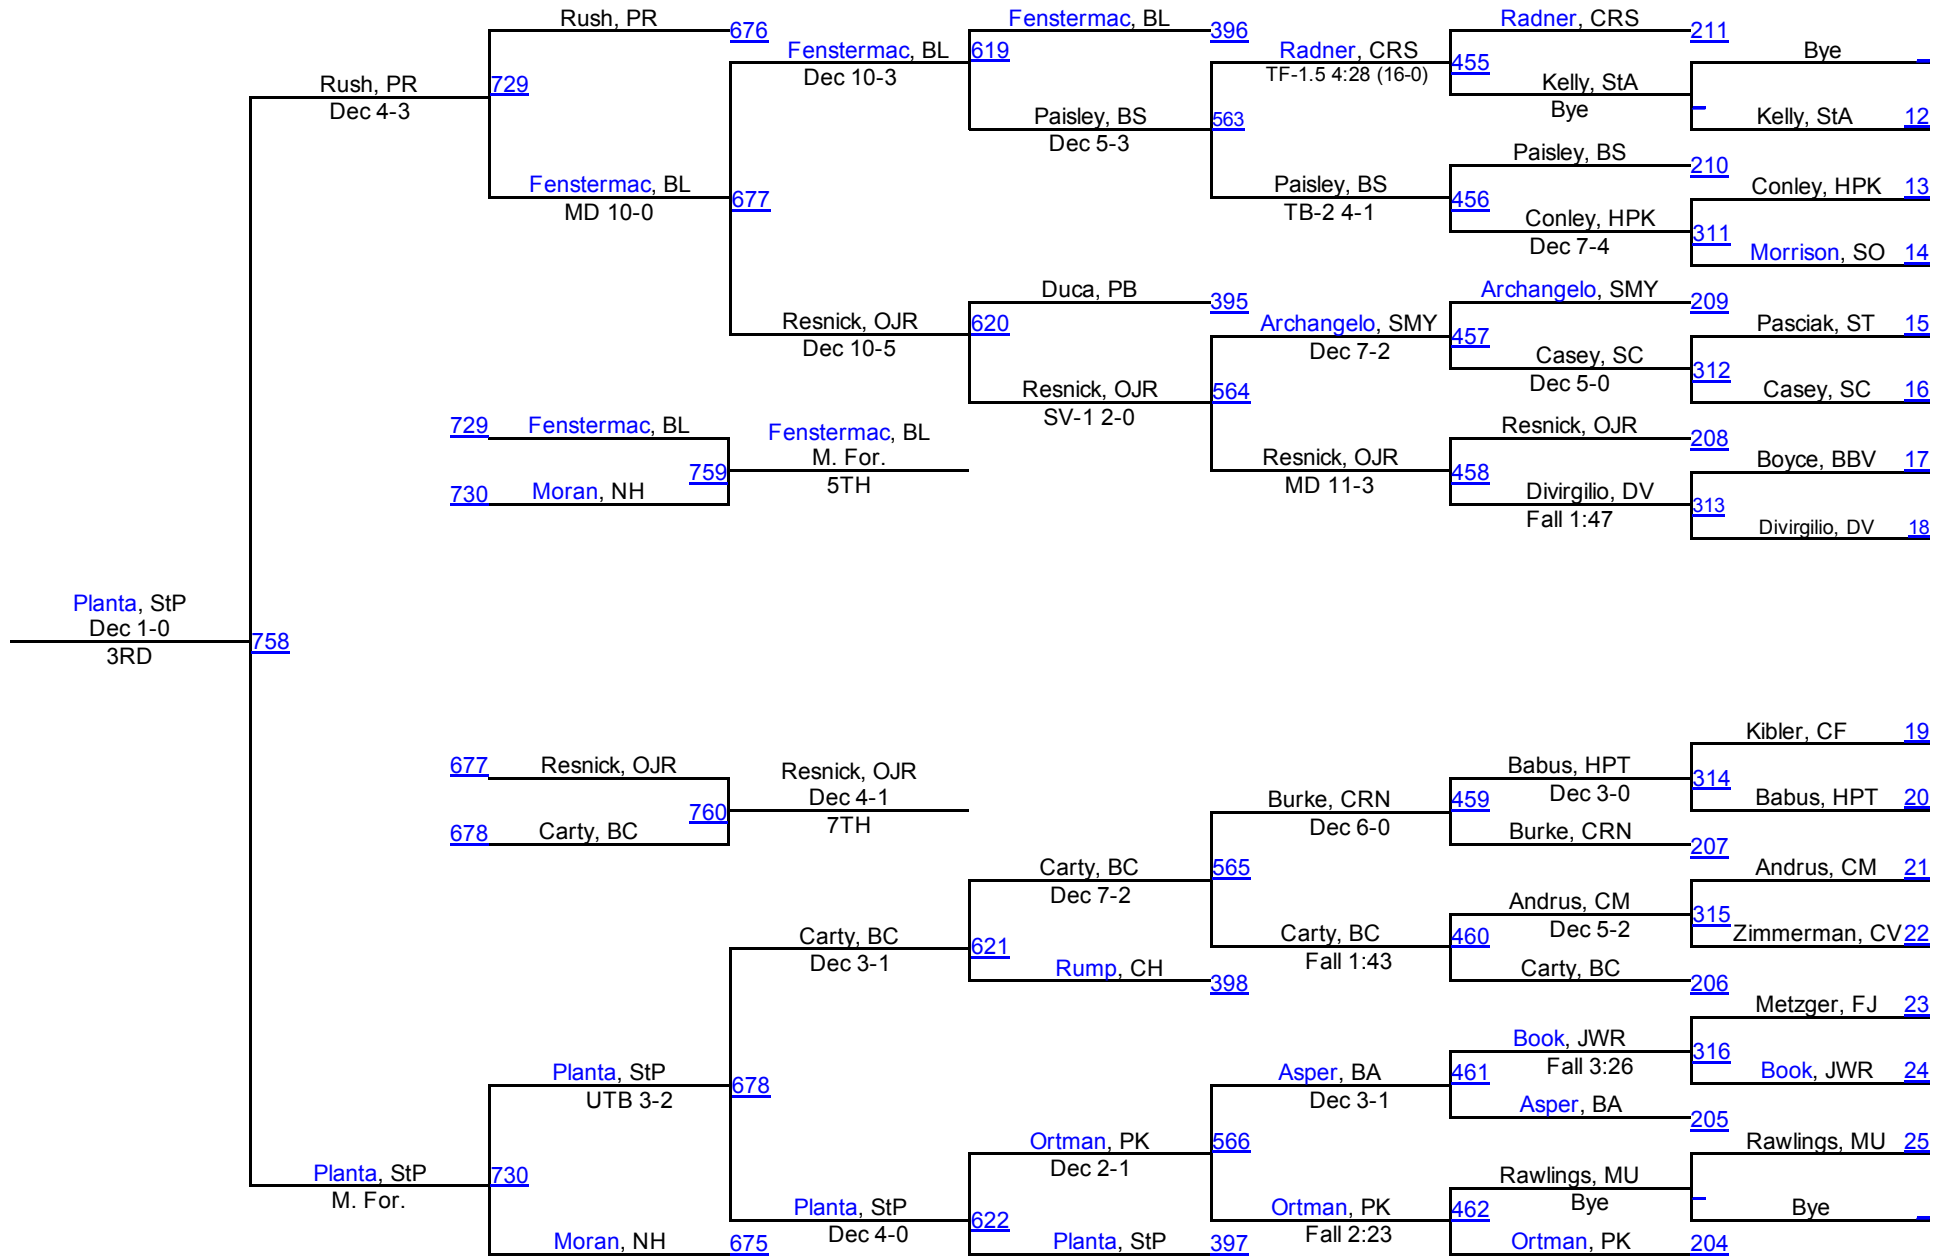 Rush, PR
676
Fenstermac, BL
396
Radner, CRS
211
Bye
Fenstermac, BL
619
Dec 10-3
Radner, CRS
TF-1.5 4:28 (16-0)
455
Kelly, StA
Bye
Kelly, StA 12
Rush, PR
729
Dec 4-3
Paisley, BS
563
Dec 5-3
Paisley, BS
210
Conley, HPK 13
Fenstermac, BL
677
MD 10-0
Paisley, BS
456
TB-2 4-1
Conley, HPK
311
Dec 7-4
Morrison, SO 14
Duca, PB
395
Archangelo, SMY
209
Resnick, OJR
620
Dec 10-5
Archangelo, SMY
457
Dec 7-2
Pasciak, ST 15
Casey, SC
312
Dec 5-0
Casey, SC 16
Resnick, OJR
564
SV-1 2-0
729 Fenstermac, BL
Fenstermac, BL
M. For.
759
5TH
730 Moran, NH
Resnick, OJR
208
Resnick, OJR
458
MD 11-3
Boyce, BBV 17
Divirgilio, DV
313
Fall 1:47
Divirgilio, DV 18
Planta, StP
Dec 1-0
758
3RD
Kibler, CF 19
677 Resnick, OJR
Resnick, OJR
Dec 4-1
760
7TH
678 Carty, BC
Babus, HPT
314
Dec 3-0
Babus, HPT 20
Burke, CRN
459
Dec 6-0
Burke, CRN
207
Carty, BC
565
Dec 7-2
Andrus, CM 21
Andrus, CM
315
Dec 5-2
Zimmerman, CV 22
Carty, BC
621
Dec 3-1
Carty, BC
460
Fall 1:43
Rump, CH
398
Carty, BC
206
Metzger, FJ 23
Book, JWR
316
Fall 3:26
Book, JWR 24
Planta, StP
678
UTB 3-2
Asper, BA
461
Dec 3-1
Asper, BA
205
Ortman, PK
566
Dec 2-1
Rawlings, MU 25
Planta, StP
730
M. For.
Rawlings, MU
Bye
Bye
Planta, StP
622
Dec 4-0
Ortman, PK
462
Fall 2:23
Moran, NH
675
Planta, StP
397
Ortman, PK
204